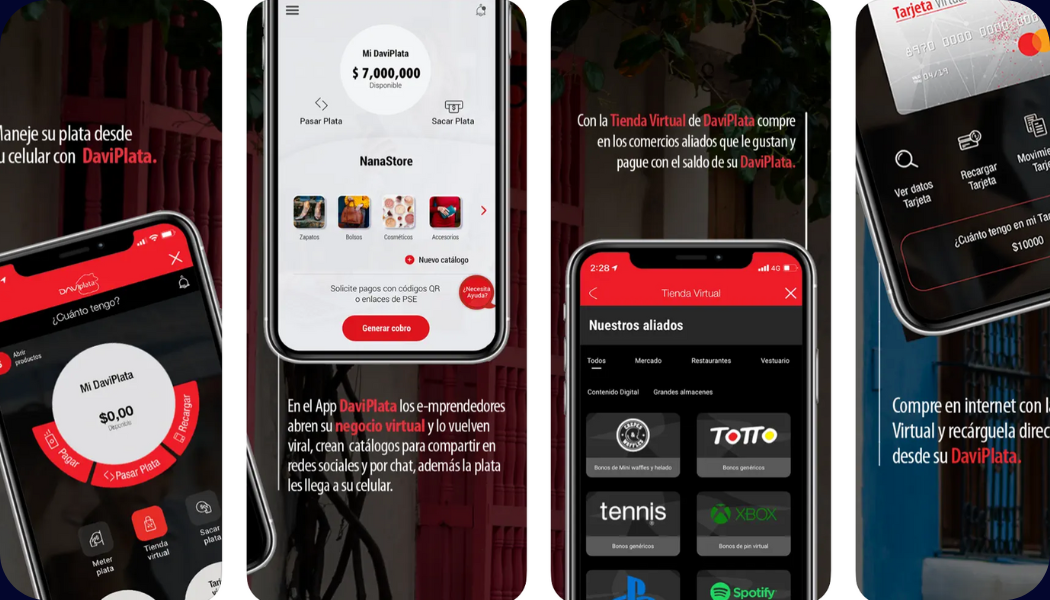 Maneje su plata desde
su celular con DaviPlata.
DAVIplata
¿Cuánto tengo?
Abrir
productos
Mi DaviPlata
$0,00
Disponible
Pagar
Pasar Plata
Recargar
Meter
plata
Tienda
virtual
Sacar
plata
Mi DaviPlata
$ 7,000,000
Disponible
Pasar Plata
Sacar Plata
NanaStore
Zapatos
Bolsos
Cosméticos
Accesorios
Nuevo catálogo
Solicite pagos con códigos QR
o enlaces de PSE
¿Necesita
Ayuda?
Generar cobro
En el App DaviPlata los e-mprendedores
abren su negocio virtual y lo vuelven
viral, crean catálogos para compartir en
redes sociales y por chat, además la plata
les llega a su celular.
Con la Tienda Virtual de DaviPlata compre
en los comercios aliados que le gustan y
pague con el saldo de su DaviPlata.
2:28
4G
Tienda Virtual
Nuestros aliados
Todos
Mercado
Restaurantes
Vestuario
Contenido Digital
Grandes almacenes
CREPES & WAFFLES
Bonos de Mini waffles y helado
TOTTO
Bonos genéricos
tennis
Bonos genéricos
XBOX
Bonos de pin virtual
Spotify
Tarjeta Virtual
5970 0000 0000 000
04/19
Ver datos
Tarjeta
Recargar
Tarjeta
Movimie
Tarje
¿Cuánto tengo en mi Tar
$10000
Compre en internet con la
Virtual y recárguela direc
desde su DaviPlata.